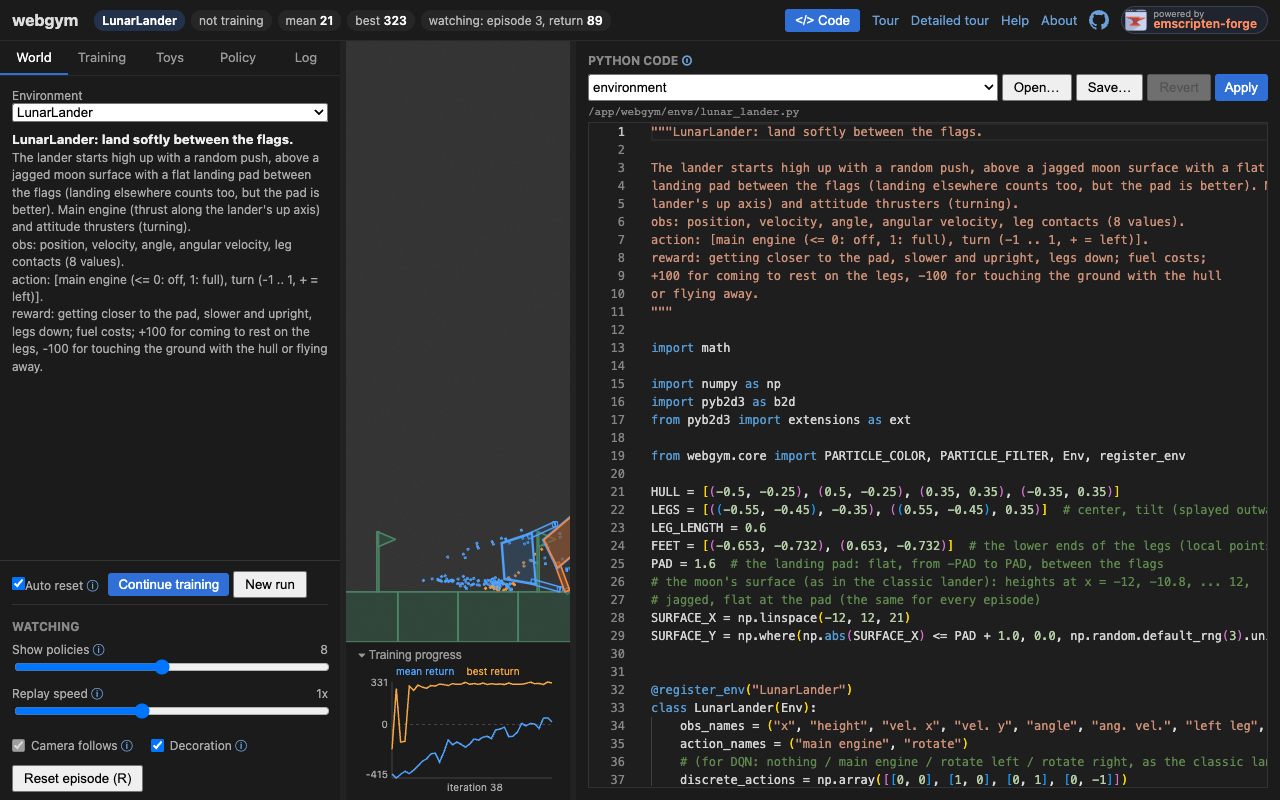 webgym LunarLander not training mean 21 best 323 watching: episode 3, return 89 </> Code Tour Detailed tour Help About powered by emscripten-forge
World Training Toys Policy Log
Environment
LunarLander
LunarLander: land softly between the flags.
The lander starts high up with a random push, above a
jagged moon surface with a flat landing pad between
the flags (landing elsewhere counts too, but the pad is
better). Main engine (thrust along the lander's up axis)
and attitude thrusters (turning).
obs: position, velocity, angle, angular velocity, leg
contacts (8 values).
action: [main engine (<= 0: off, 1: full), turn (-1 .. 1, + =
left)].
reward: getting closer to the pad, slower and upright,
legs down; fuel costs; +100 for coming to rest on the
legs, -100 for touching the ground with the hull or flying
away.
Auto reset Continue training New run
WATCHING
Show policies 8
Replay speed 1x
Camera follows Decoration
Reset episode (R)
Training progress
mean return best return
331
0
-415
iteration 38
PYTHON CODE
environment Open... Save... Revert Apply
/app/webgym/envs/lunar_lander.py
1 """LunarLander: land softly between the flags.
2
3 The lander starts high up with a random push, above a jagged moon surface with a flat
4 landing pad between the flags (landing elsewhere counts too, but the pad is better).
5 lander's up axis) and attitude thrusters (turning).
6 obs: position, velocity, angle, angular velocity, leg contacts (8 values).
7 action: [main engine (<= 0: off, 1: full), turn (-1 .. 1, + = left)].
8 reward: getting closer to the pad, slower and upright, legs down; fuel costs;
9 +100 for coming to rest on the legs, -100 for touching the ground with the hull
10 or flying away.
11 """
12
13 import math
14
15 import numpy as np
16 import pyb2d3 as b2d
17 from pyb2d3 import extensions as ext
18
19 from webgym.core import PARTICLE_COLOR, PARTICLE_FILTER, Env, register_env
20
21 HULL = [(-0.5, -0.25), (0.5, -0.25), (0.35, 0.35), (-0.35, 0.35)]
22 LEGS = [((-0.55, -0.45), -0.35), ((0.55, -0.45), 0.35)]  # center, tilt (splayed outwa
23 LEG_LENGTH = 0.6
24 FEET = [(-0.653, -0.732), (0.653, -0.732)]  # the lower ends of the legs (local points
25 PAD = 1.6  # the landing pad: flat, from -PAD to PAD, between the flags
26 # the moon's surface (as in the classic lander): heights at x = -12, -10.8, ... 12,
27 # jagged, flat at the pad (the same for every episode)
28 SURFACE_X = np.linspace(-12, 12, 21)
29 SURFACE_Y = np.where(np.abs(SURFACE_X) <= PAD + 1.0, 0.0, np.random.default_rng(3).un
30
31
32 @register_env("LunarLander")
33 class LunarLander(Env):
34 obs_names = ("x", "height", "vel. x", "vel. y", "angle", "ang. vel.", "left leg",
35 action_names = ("main engine", "rotate")
36 # (for DQN: nothing / main engine / rotate left / rotate right, as the classic lan
37 discrete_actions = np.array([[0, 0], [1, 0], [0, 1], [0, -1]])